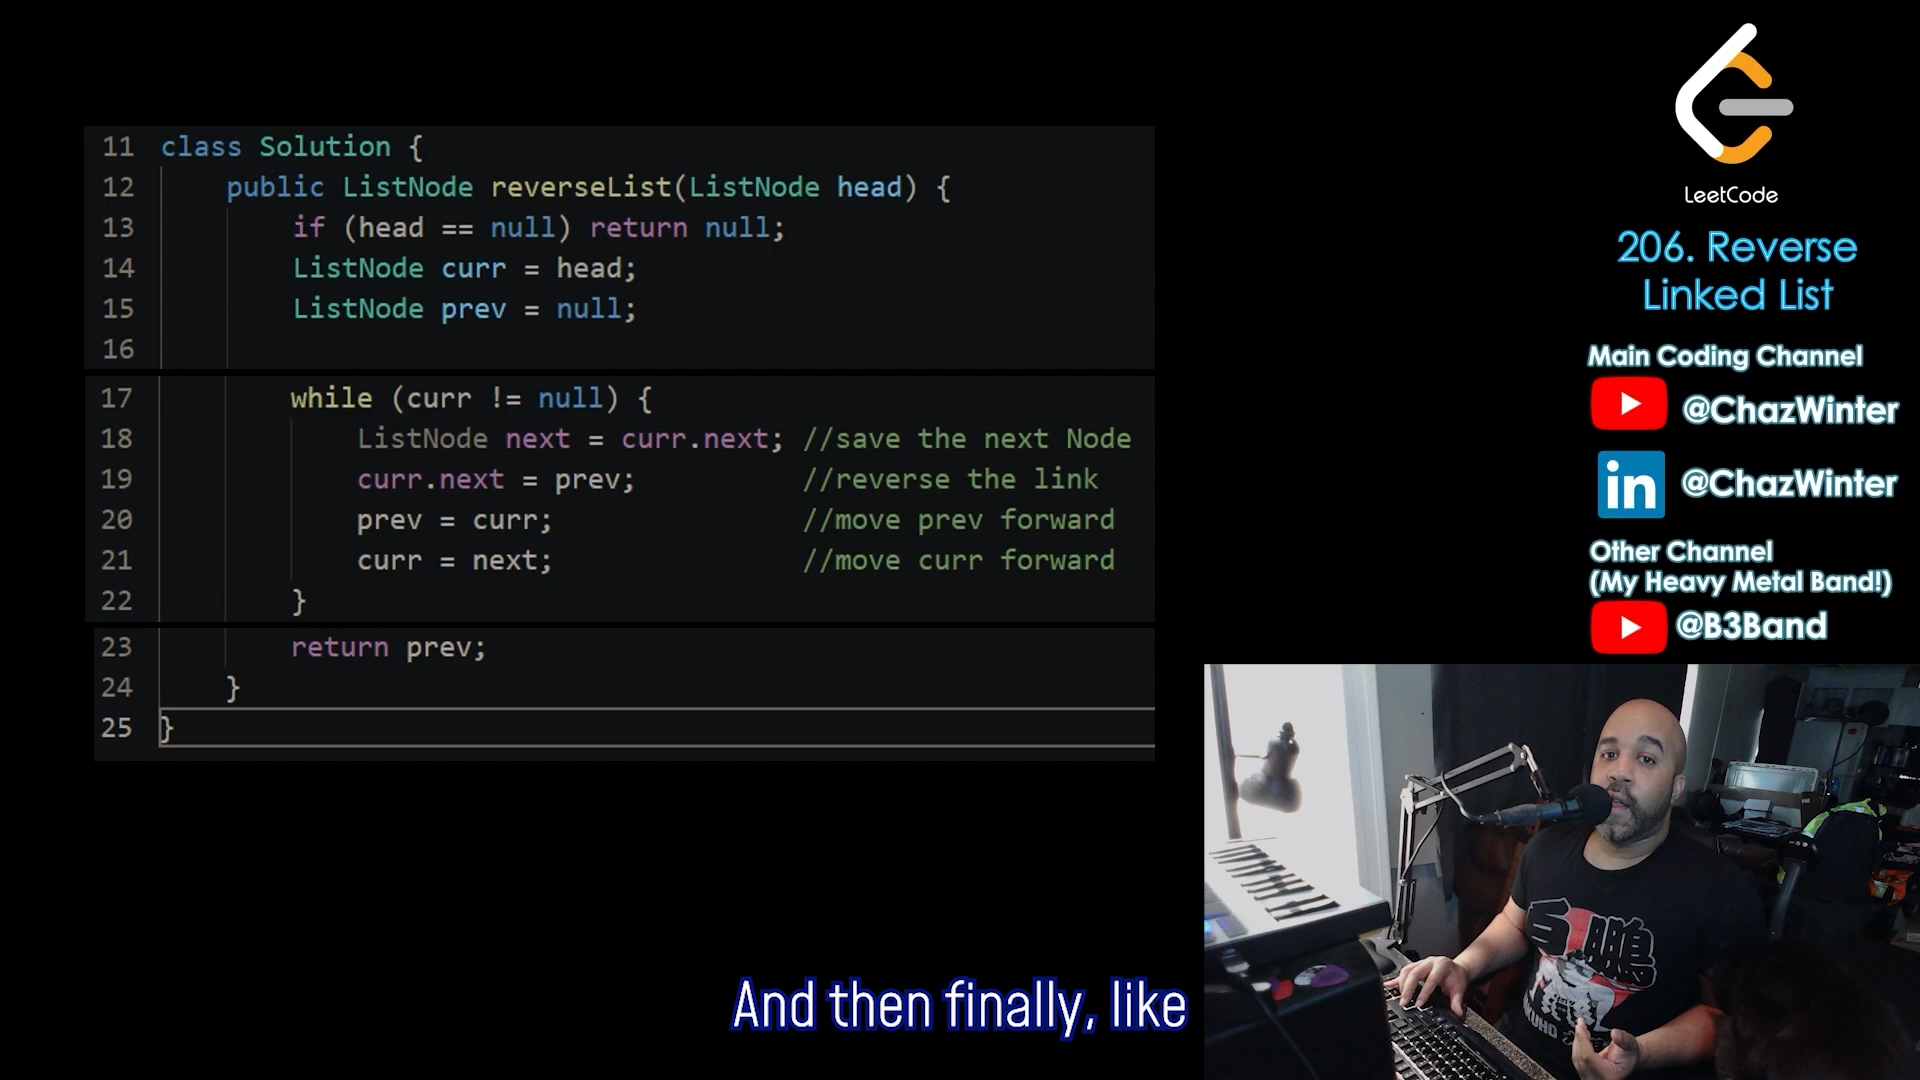 11 class Solution {
12 public ListNode reverseList(ListNode head) {
13 if (head == null) return null;
14 ListNode curr = head;
15 ListNode prev = null;
16
17 while (curr != null) {
18 ListNode next = curr.next; //save the next Node
19 curr.next = prev; //reverse the link
20 prev = curr; //move prev forward
21 curr = next; //move curr forward
22 }
23 return prev;
24 }
25 }
LeetCode
206. Reverse
Linked List
Main Coding Channel
@ChazWinter
in @ChazWinter
Other Channel
(My Heavy Metal Band!)
@B3Band
And then finally, like